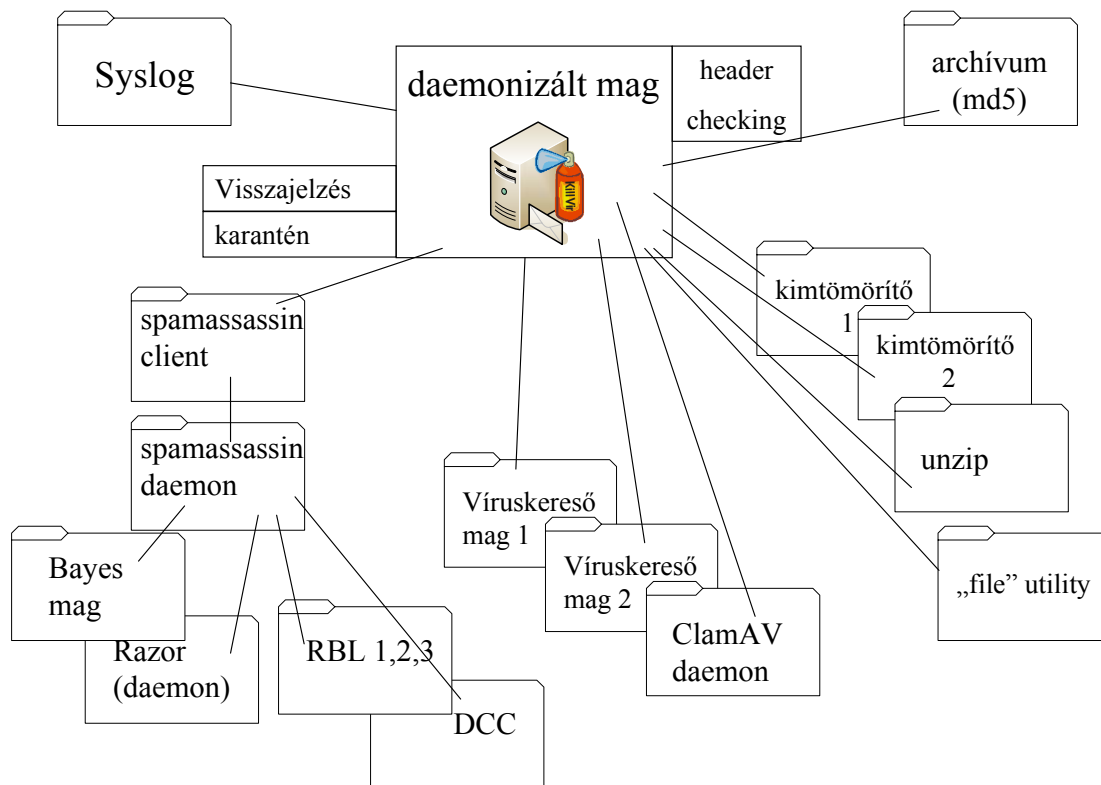 Syslog
daemonizált mag
header
checking
archívum
(md5)
KillVir
Visszajelzés
karantén
spamassassin
client
kimtömörítő
1
kimtömörítő
2
unzip
spamassassin
daemon
Víruskereső
mag 1
Víruskereső
mag 2
„file” utility
Bayes
mag
Razor
(daemon)
RBL 1,2,3
ClamAV
daemon
DCC